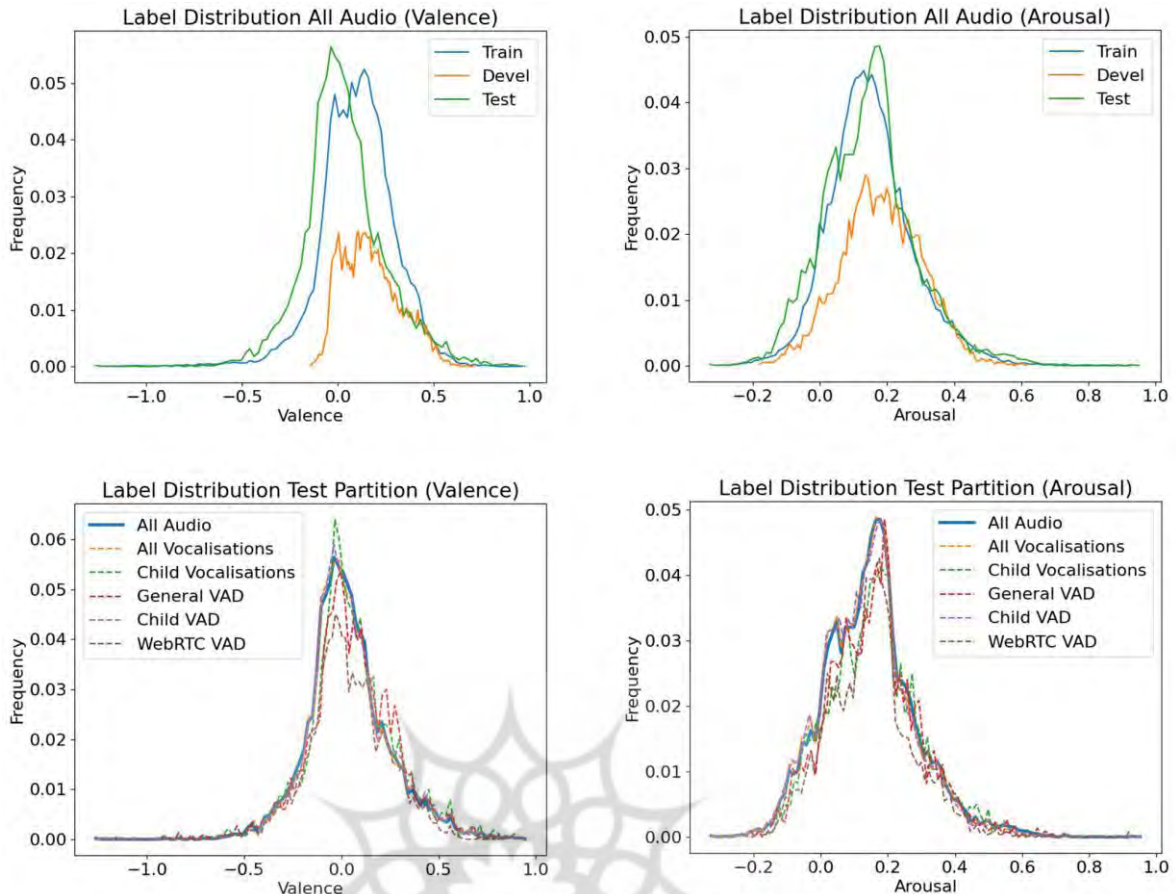 Label Distribution All Audio (Valence)
Frequency
0.05
0.04
0.03
0.02
0.01
0.00
Train
Devel
Test
−1.0 −0.5 0.0 0.5 1.0
Valence
Label Distribution All Audio (Arousal)
Frequency
0.05
0.04
0.03
0.02
0.01
0.00
Train
Devel
Test
−0.2 0.0 0.2 0.4 0.6 0.8 1.0
Arousal
Label Distribution Test Partition (Valence)
Frequency
0.06
0.05
0.04
0.03
0.02
0.01
0.00
All Audio
All Vocalisations
Child Vocalisations
General VAD
Child VAD
WebRTC VAD
−1.0 −0.5 0.0 0.5 1.0
Valence
Label Distribution Test Partition (Arousal)
Frequency
0.05
0.04
0.03
0.02
0.01
0.00
All Audio
All Vocalisations
Child Vocalisations
General VAD
Child VAD
WebRTC VAD
−0.2 0.0 0.2 0.4 0.6 0.8 1.0
Arousal